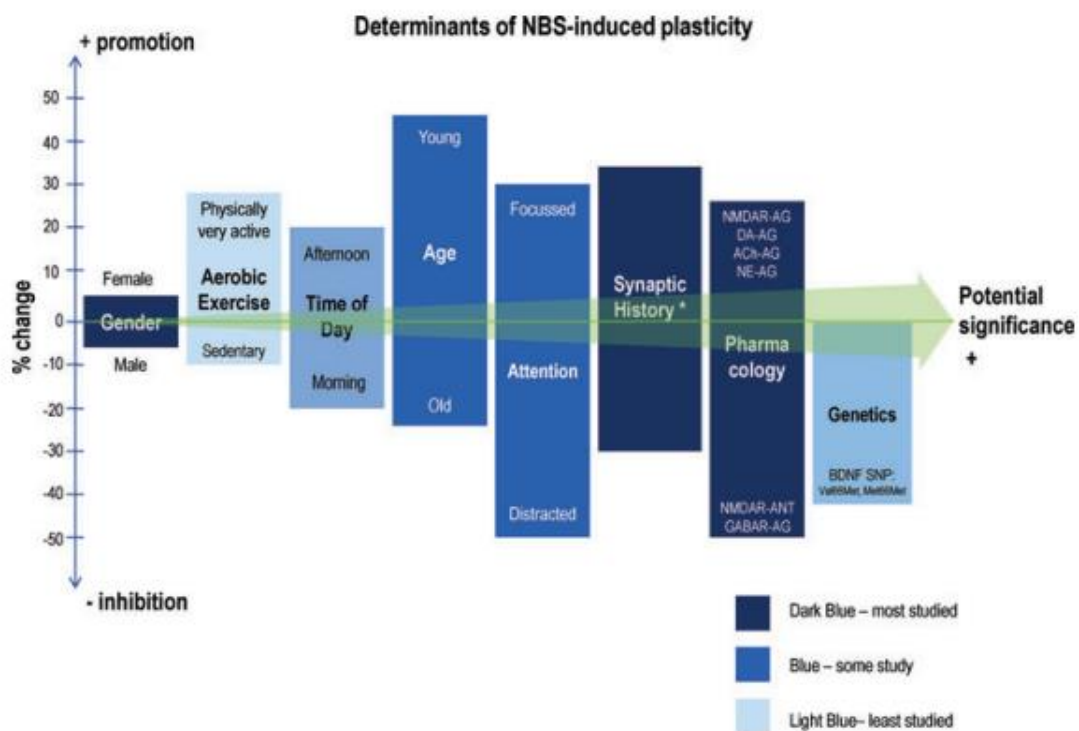 Determinants of NBS-induced plasticity
+ promotion
% change
50
40
30
20
10
0
-10
-20
-30
-40
-50
- inhibition
Female
Gender
Male
Physically
very active
Aerobic
Exercise
Sedentary
Afternoon
Time of
Day
Morning
Young
Age
Old
Focussed
Attention
Distracted
Synaptic
History *
NMDAR-AG
DA-AG
ACh-AG
NE-AG
Pharma
cology
NMDAR-ANT
GABAR-AG
Genetics
BDNF SNP:
Val66Met, Met66Met
Potential
significance
+
Dark Blue – most studied
Blue – some study
Light Blue– least studied